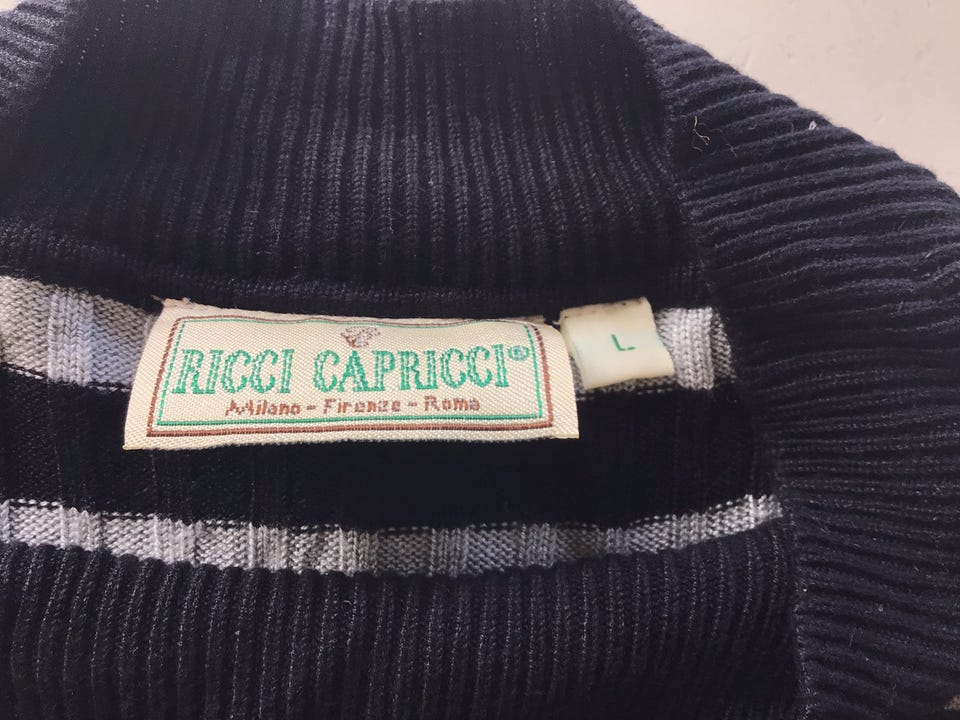 RICCI CAPRICCI®
Milano - Firenze - Roma
L